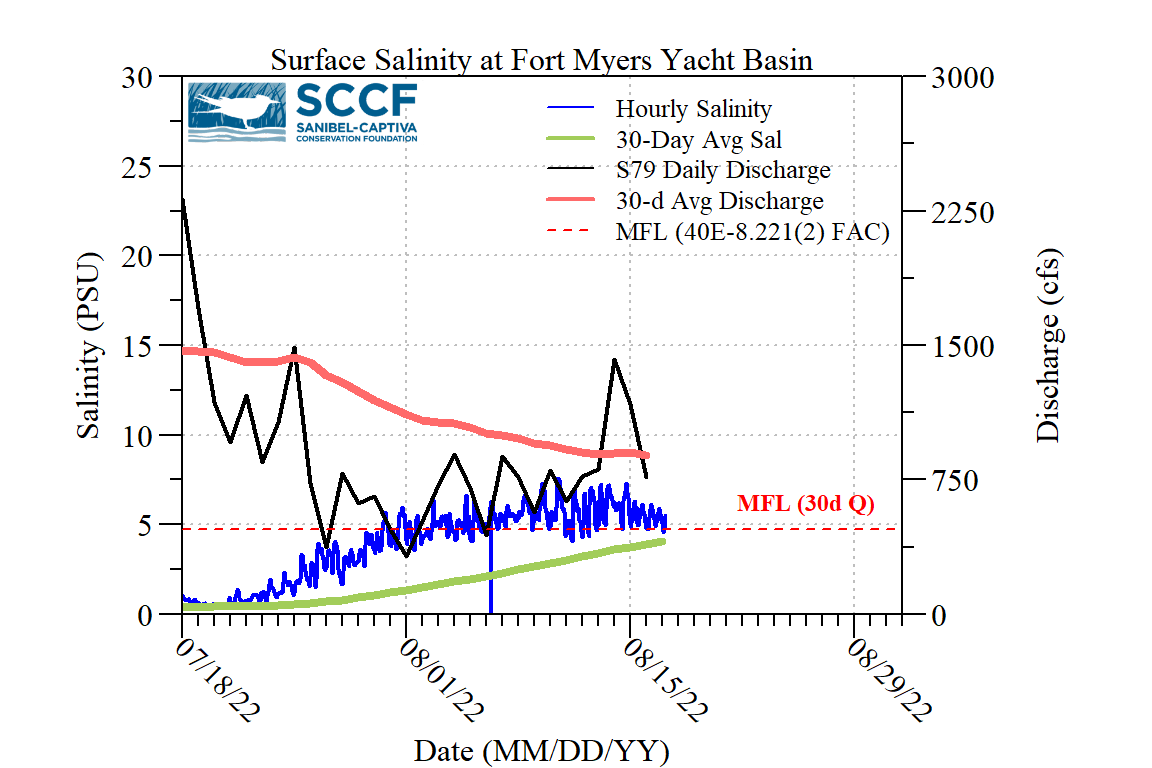 Surface Salinity at Fort Myers Yacht Basin
SCCF
SANIBEL-CAPTIVA
CONSERVATION FOUNDATION
Hourly Salinity
30-Day Avg Sal
S79 Daily Discharge
30-d Avg Discharge
MFL (40E-8.221(2) FAC)
30
25
20
15
10
5
0
Salinity (PSU)
3000
2250
1500
750
0
Discharge (cfs)
MFL (30d Q)
07/18/22
08/01/22
08/15/22
08/29/22
Date (MM/DD/YY)